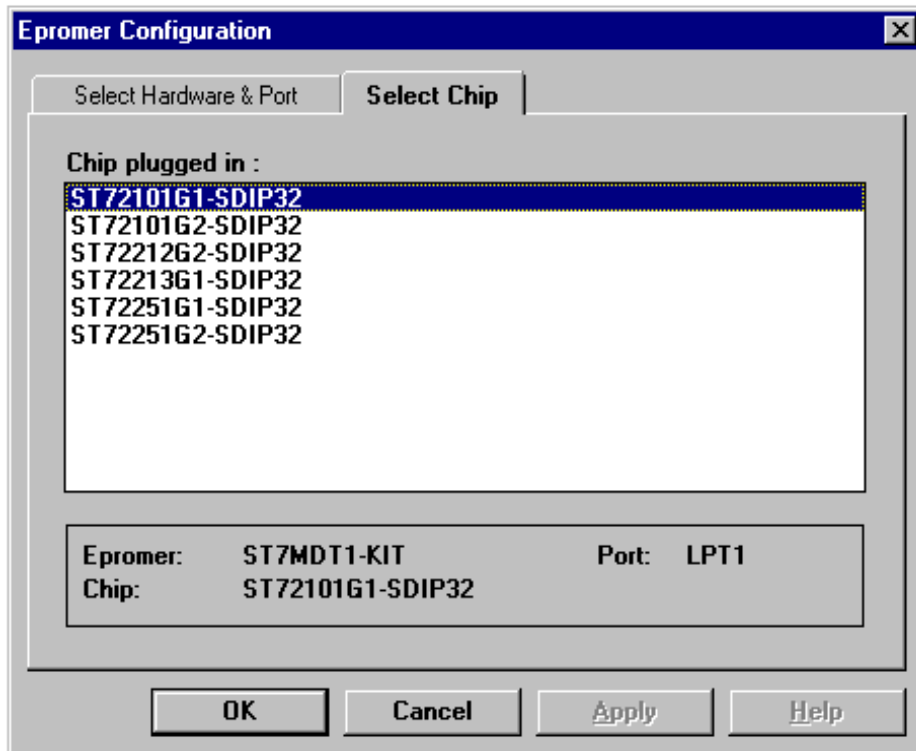 Epromer Configuration
Select Hardware & Port
Select Chip
Chip plugged in :
ST72101G1-SDIP32
ST72101G2-SDIP32
ST72212G2-SDIP32
ST72213G1-SDIP32
ST72251G1-SDIP32
ST72251G2-SDIP32
Epromer: ST7MDT1-KIT Port: LPT1
Chip: ST72101G1-SDIP32
OK Cancel Apply Help